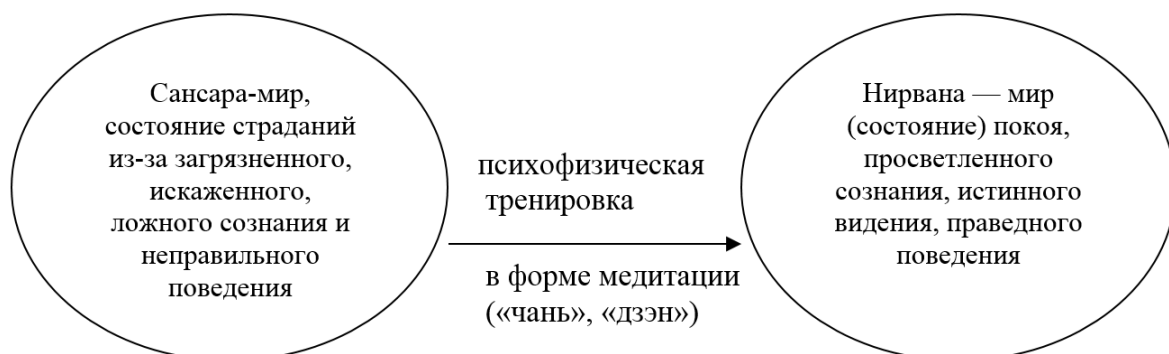 Сансара-мир,
состояние страданий
из-за загрязненного,
искаженного,
ложного сознания и
неправильного
поведения
психофизическая
тренировка
в форме медитации
(«чань», «дзэн»)
Нирвана — мир
(состояние) покоя,
просветленного
сознания, истинного
видения, праведного
поведения